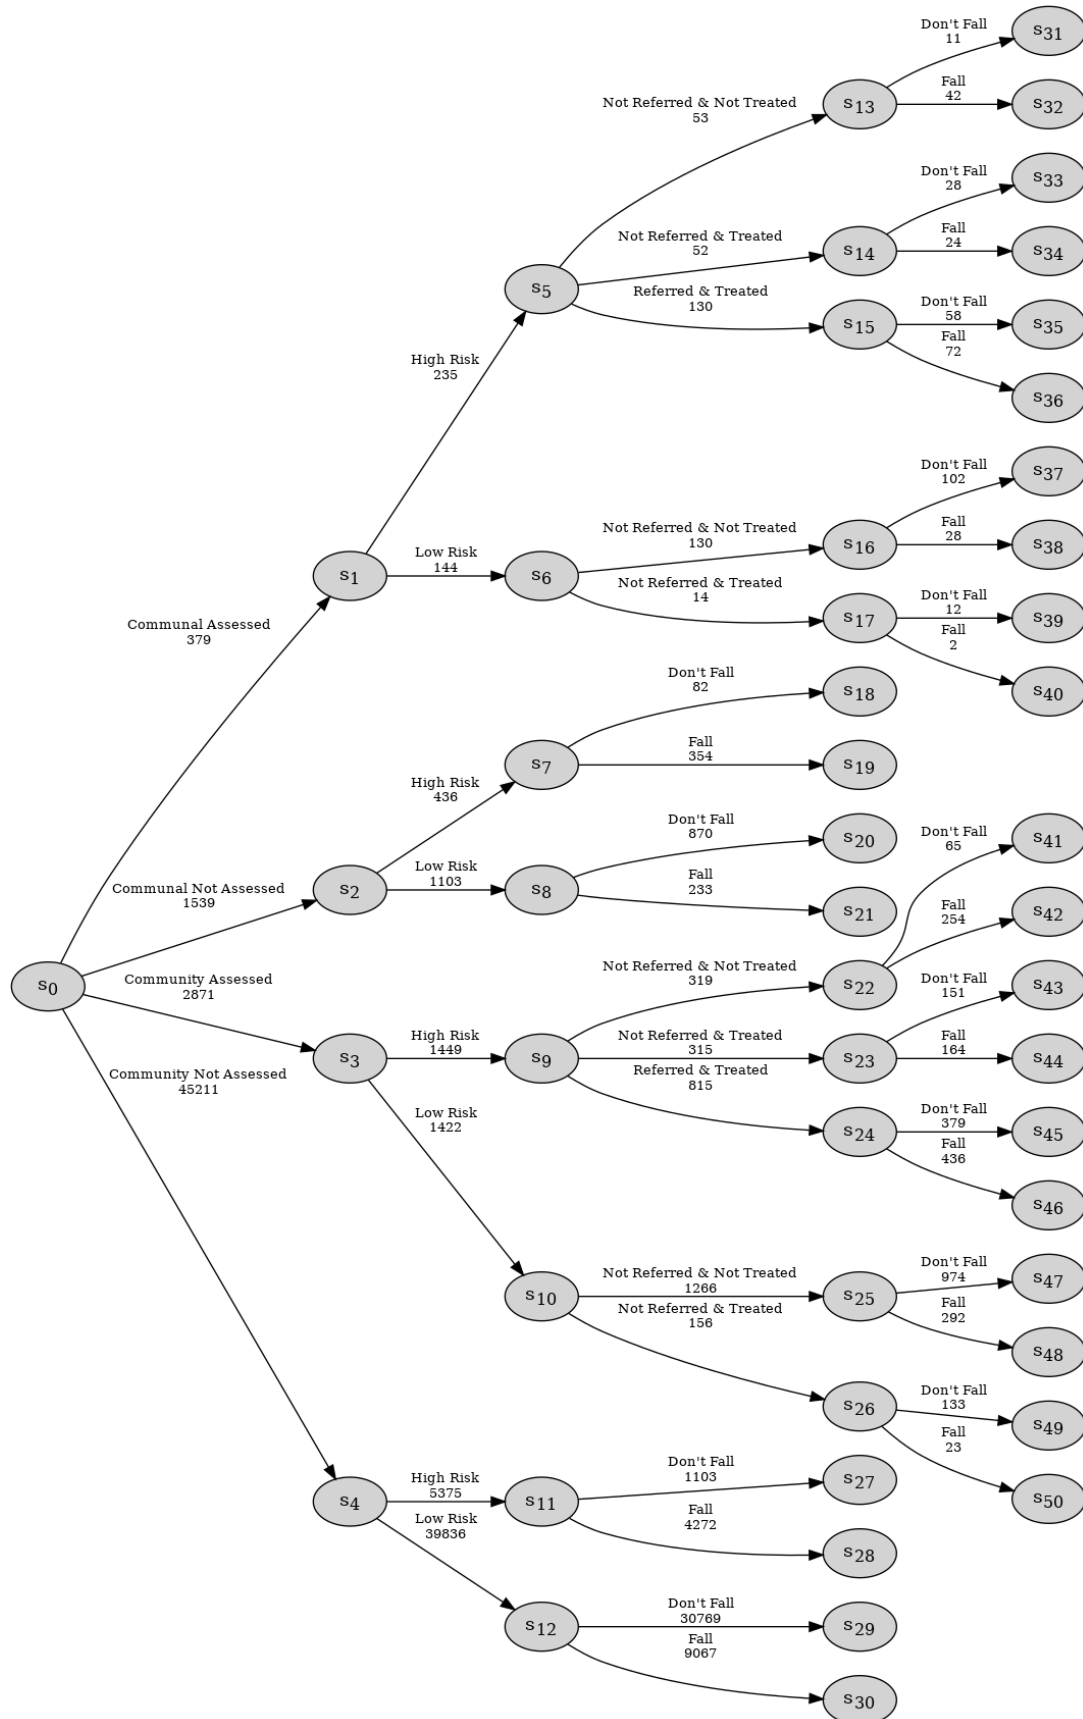 Don't Fall
11
s31
Fall
42
s32
Not Referred & Not Treated
53
s13
Don't Fall
28
s33
Fall
24
s34
Not Referred & Treated
52
s14
s5
Referred & Treated
130
s15
Don't Fall
58
s35
Fall
72
s36
High Risk
235
Don't Fall
102
s37
Fall
28
s38
Not Referred & Not Treated
130
s16
s1
Low Risk
144
s6
Not Referred & Treated
14
s17
Don't Fall
12
s39
Fall
2
s40
Communal Assessed
379
Don't Fall
82
s18
High Risk
436
s7
Fall
354
s19
Don't Fall
870
s20
Communal Not Assessed
1539
s2
Low Risk
1103
s8
Fall
233
s21
Don't Fall
65
s41
Fall
254
s42
s0
Not Referred & Not Treated
319
s22
Don't Fall
151
s43
Community Assessed
2871
s3
High Risk
1449
s9
Not Referred & Treated
315
s23
Fall
164
s44
Referred & Treated
815
s24
Don't Fall
379
s45
Fall
436
s46
Community Not Assessed
45211
Low Risk
1422
s10
Not Referred & Not Treated
1266
s25
Don't Fall
974
s47
Fall
292
s48
Not Referred & Treated
156
s26
Don't Fall
133
s49
Fall
23
s50
s4
High Risk
5375
s11
Don't Fall
1103
s27
Fall
4272
s28
Low Risk
39836
s12
Don't Fall
30769
s29
Fall
9067
s30